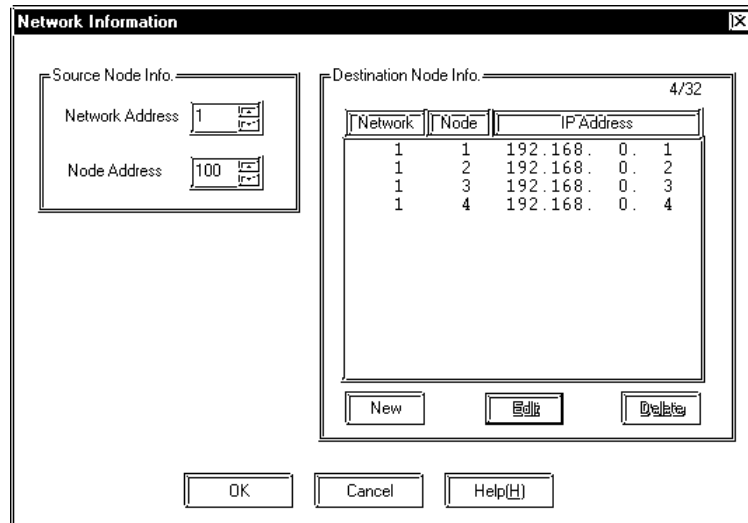 Network Information
Source Node Info.
Network Address 1
Node Address 100
Destination Node Info.
4/32
Network Node IP Address
1 1 192.168. 0. 1
1 2 192.168. 0. 2
1 3 192.168. 0. 3
1 4 192.168. 0. 4
New Edit Delete
OK Cancel Help(H)